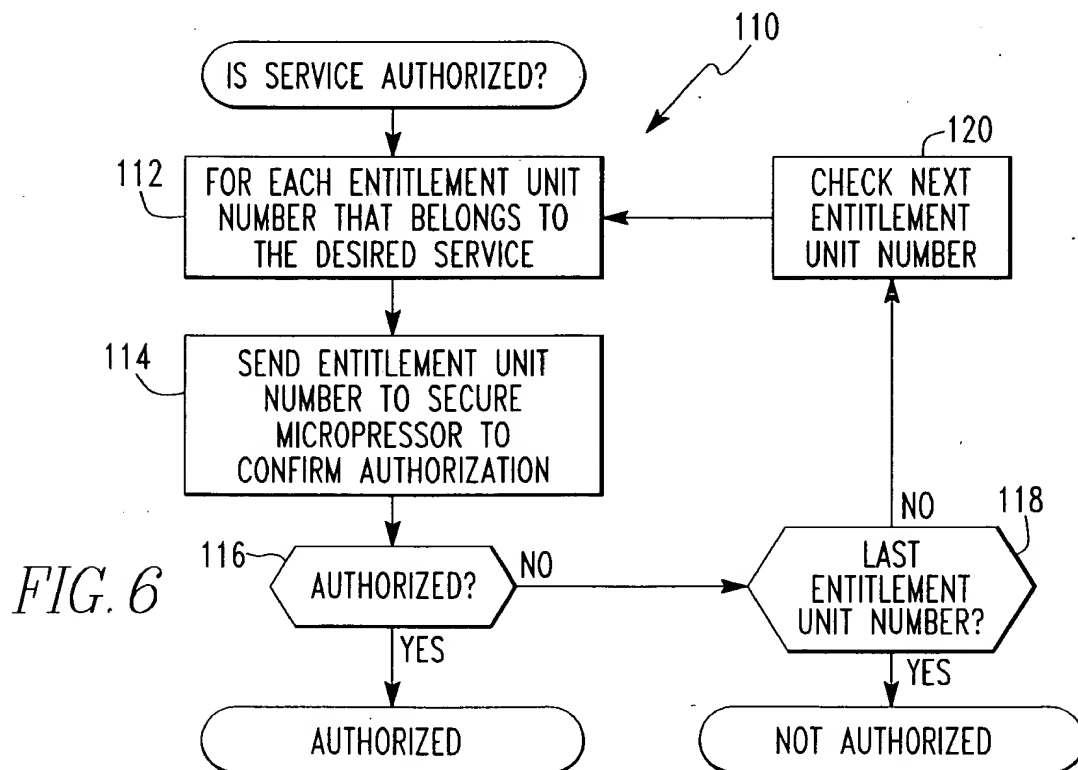 110
IS SERVICE AUTHORIZED?
112
FOR EACH ENTITLEMENT UNIT
NUMBER THAT BELONGS TO
THE DESIRED SERVICE
120
CHECK NEXT
ENTITLEMENT
UNIT NUMBER
114
SEND ENTITLEMENT UNIT
NUMBER TO SECURE
MICROPRESSOR TO
CONFIRM AUTHORIZATION
116
AUTHORIZED?
NO
YES
118
LAST
ENTITLEMENT
UNIT NUMBER?
NO
YES
AUTHORIZED
NOT AUTHORIZED
FIG. 6